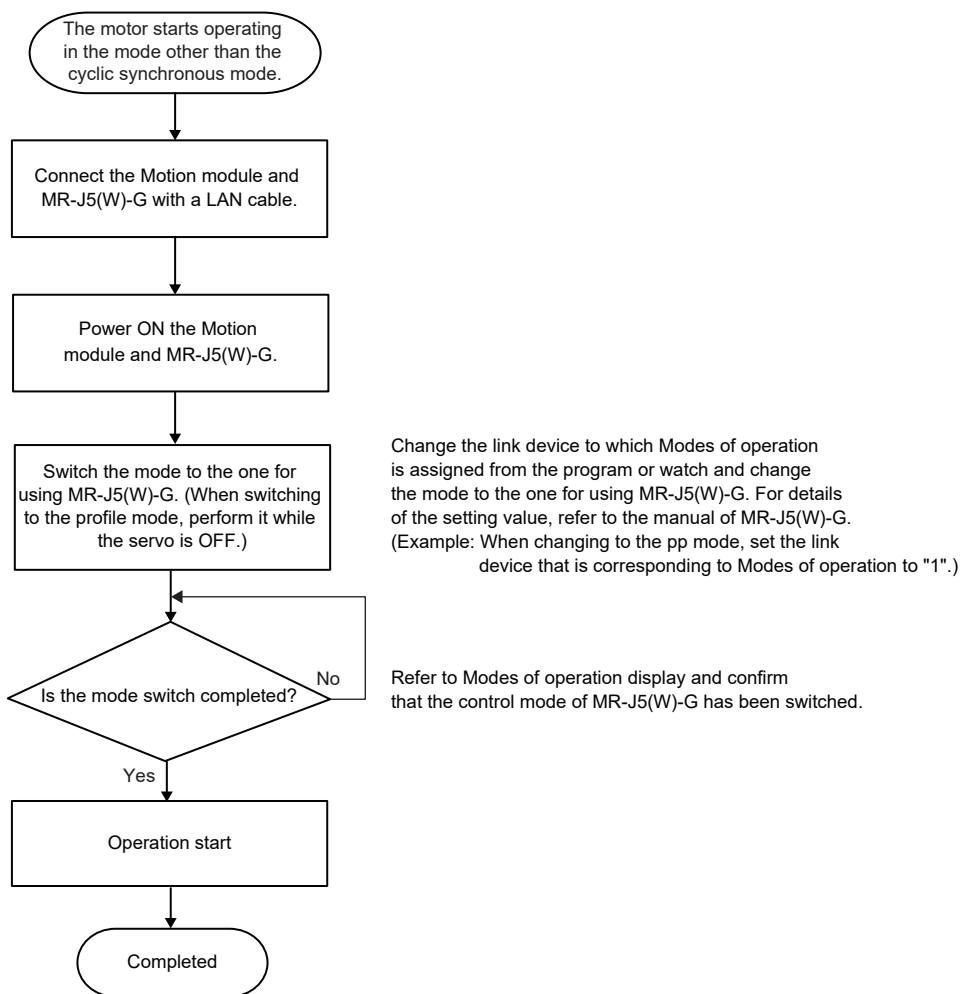 The motor starts operating
in the mode other than the
cyclic synchronous mode.
Connect the Motion module and
MR-J5(W)-G with a LAN cable.
Power ON the Motion
module and MR-J5(W)-G.
Switch the mode to the one for
using MR-J5(W)-G. (When switching
to the profile mode, perform it while
the servo is OFF.)
Change the link device to which Modes of operation
is assigned from the program or watch and change
the mode to the one for using MR-J5(W)-G. For details
of the setting value, refer to the manual of MR-J5(W)-G.
(Example: When changing to the pp mode, set the link
device that is corresponding to Modes of operation to "1".)
Is the mode switch completed?
No
Refer to Modes of operation display and confirm
that the control mode of MR-J5(W)-G has been switched.
Yes
Operation start
Completed